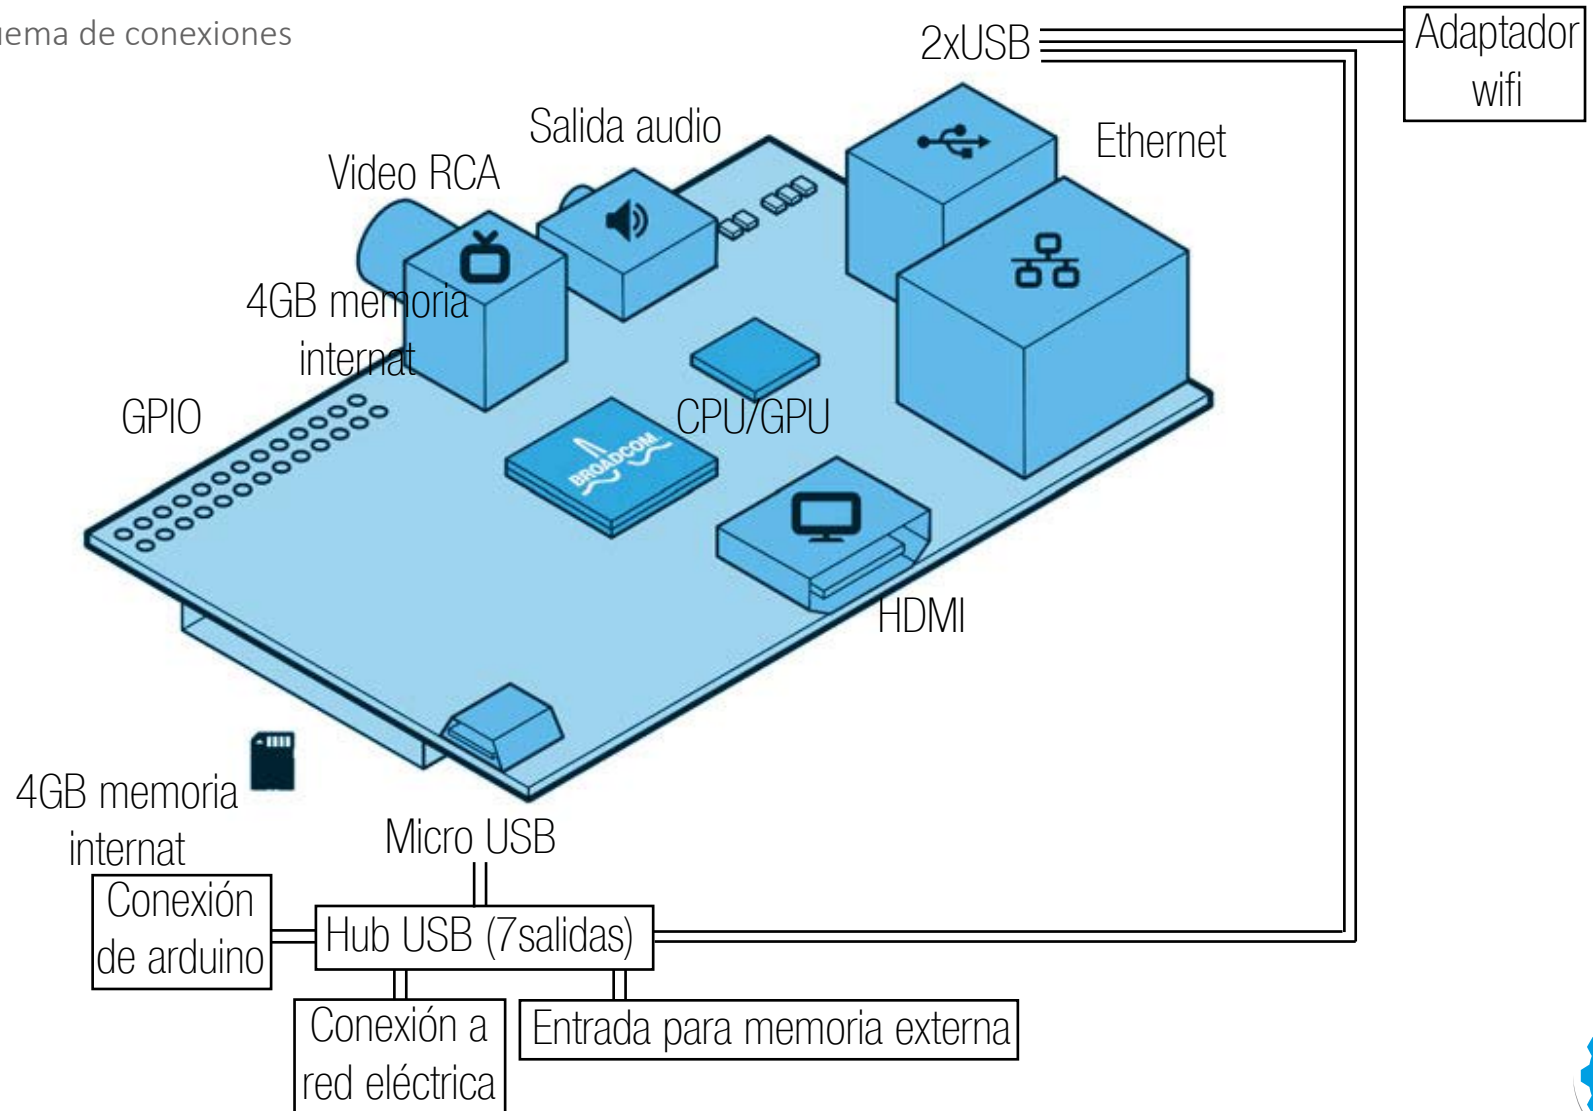 uema de conexiones
2xUSB
Adaptador
wifi
Salida audio
Ethernet
Video RCA
4GB memoria
internat
GPIO
CPU/GPU
BROADCOM
HDMI
4GB memoria
internat
Micro USB
Conexión
de arduino
Hub USB (7salidas)
Conexión a
red eléctrica
Entrada para memoria externa